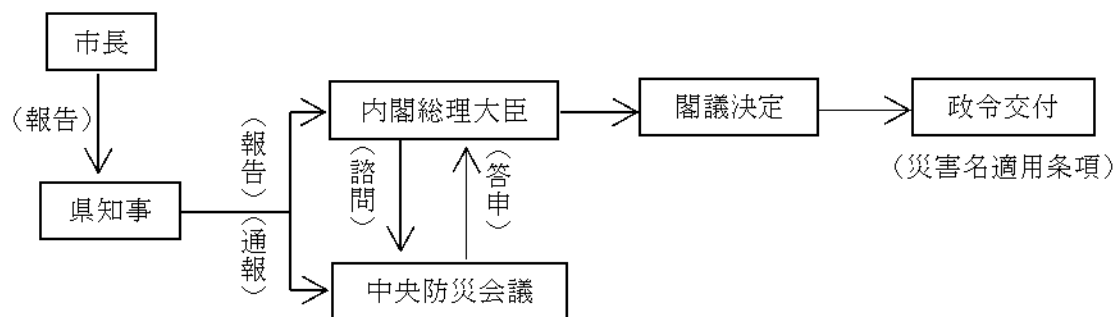 市長
(報告)
県知事
(報告)
(通報)
内閣総理大臣
(諮問)
(答申)
中央防災会議
閣議決定
政令交付
(災害名適用条項)